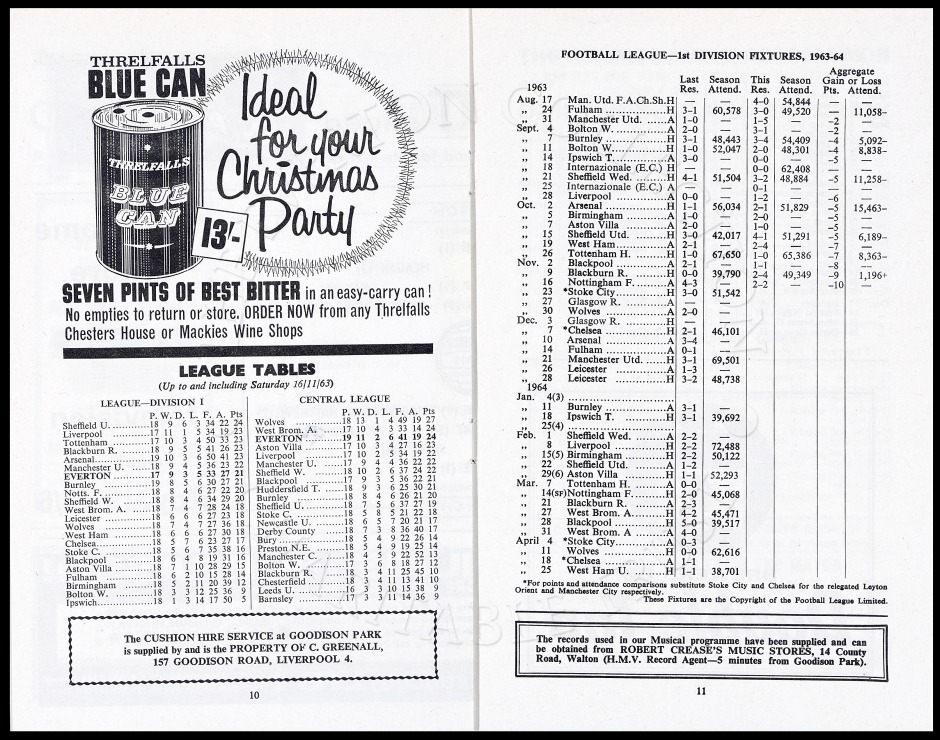 THRELFALLS
BLUE CAN
Ideal
for your
Christmas
Party
THRELFALLS
BLUE
CAN
13'-
SEVEN PINTS OF BEST BITTER in an easy-carry can!
No empties to return or store. ORDER NOW from any Threlfalls
Chesters House or Mackies Wine Shops
LEAGUE TABLES
(Up to and including Saturday 16/11/63)
LEAGUE—DIVISION I
P. W. D. L. F. A. Pts
Sheffield U. ........18 9 6 3 34 22 24
Liverpool ..........17 11 1 5 34 19 23
Tottenham ........17 10 3 4 50 33 23
Blackburn R. .....18 9 5 5 41 26 23
Arsenal............19 10 3 6 50 41 23
Manchester U. ...18 9 4 5 36 23 22
EVERTON .......17 9 3 5 33 27 21
Burnley ............19 8 5 6 30 27 21
Notts. F. ...........18 9 3 6 30 27 21
Sheffield W. ......18 8 4 6 34 29 20
West Brom. A. ...18 7 4 7 28 24 18
Leicester ..........18 6 6 6 27 23 18
Wolves ............18 7 4 7 27 36 18
West Ham ........18 6 6 6 27 30 18
Chelsea............18 5 7 6 23 27 17
Stoke C. ...........18 5 6 7 35 38 16
Blackpool .........18 6 4 8 19 31 16
Aston Villa ........18 7 1 10 28 29 15
Fulham ............18 6 2 10 15 28 14
Birmingham ......18 5 2 11 20 39 12
Bolton W. .........18 3 3 12 25 36 9
Ipswich............18 1 3 14 17 50 5
CENTRAL LEAGUE
P. W. D. L. F. A. Pts
Wolves ............18 13 1 4 49 19 27
West Brom. A. ...17 10 4 3 33 14 24
EVERTON .......19 11 2 6 41 19 24
Aston Villa .......17 10 3 4 27 16 23
Liverpool .........17 10 2 5 34 19 22
Manchester U. ...17 9 4 4 36 22 22
Sheffield W. ......18 10 2 6 37 24 22
Blackpool ........17 9 3 5 36 22 21
Huddersfield T. ..18 9 3 6 25 30 21
Burnley ...........18 8 4 6 26 21 20
Sheffield U. ......18 7 5 6 37 27 19
Stoke C. ..........18 5 8 5 21 22 18
Newcastle U. .....18 6 5 7 20 21 17
Derby County ....18 7 3 8 36 40 17
Bury ...............18 5 4 9 22 26 14
Preston N.E. ......18 5 4 9 19 25 14
Manchester C. ....18 5 4 9 22 52 13
Bolton W. .........17 3 6 8 18 27 12
Blackburn R. .....18 3 4 11 25 45 10
Chesterfield ......18 3 4 11 13 41 10
Leeds U. ..........16 3 3 10 15 38 9
Barnsley ..........17 3 3 11 14 36 9
The CUSHION HIRE SERVICE at GOODISON PARK
is supplied by and is the PROPERTY OF C. GREENALL,
157 GOODISON ROAD, LIVERPOOL 4.
10
FOOTBALL LEAGUE—1st DIVISION FIXTURES, 1963-64
Last Res. Season Attend. This Res. Season Attend. Aggregate Gain or Loss Pts. Attend.
1963
Aug. 17 Man. Utd. F.A.Ch.Sh.H — — 4–0 54,844 — —
„ 24 Fulham ...............H 3–1 60,578 3–0 49,520 — 11,058–
„ 31 Manchester Utd. ....A 1–0 — 1–5 — –2 —
Sept. 4 Bolton W. ...........A 2–0 — 3–1 — –2 —
„ 7 Burnley ...............H 3–1 48,443 3–4 54,409 –4 5,092–
„ 11 Bolton W. ............H 1–0 52,047 2–0 48,301 –4 8,838–
„ 14 Ipswich T. ............A 3–0 — 0–0 — –5 —
„ 18 Internazionale (E.C.) H — — 0–0 62,408 — —
„ 21 Sheffield Wed. .......H 4–1 51,504 3–2 48,884 –5 11,258–
„ 25 Internazionale (E.C.) A — — 0–1 — — —
„ 28 Liverpool ..............A 0–0 — 1–2 — –6 —
Oct. 2 Arsenal ................H 1–1 56,034 2–1 51,829 –5 15,463–
„ 5 Birmingham ..........A 1–0 — 2–0 — –5 —
„ 7 Aston Villa ............A 2–0 — 1–0 — –5 —
„ 15 Sheffield Utd. ........H 3–0 42,017 4–1 51,291 –5 6,189–
„ 19 West Ham.............A 2–1 — 2–4 — –7 —
„ 26 Tottenham H. ........H 1–0 67,650 1–0 65,386 –7 8,363–
Nov. 2 Blackpool .............A 2–1 — 1–1 — –8 —
„ 9 Blackburn R. .........H 0–0 39,790 2–4 49,349 –9 1,196+
„ 16 Nottingham F. ........A 4–3 — 2–2 — –10 —
„ 23 *Stoke City ............H 3–0 51,542
„ 27 Glasgow R. ...........A — —
„ 30 Wolves ................A 2–0 —
Dec. 3 Glasgow R. ..........H — —
„ 7 *Chelsea ...............H 2–1 46,101
„ 10 Arsenal ................A 3–4 —
„ 14 Fulham ................A 0–1 —
„ 21 Manchester Utd. .....H 3–1 69,501
„ 26 Leicester ..............A 1–3 —
„ 28 Leicester ..............H 3–2 48,738
1964
Jan. 4(3) ..............................
„ 11 Burnley ................A 3–1 —
„ 18 Ipswich T. .............H 3–1 39,692
„ 25(4) ..............................
Feb. 1 Sheffield Wed. .......A 2–2 —
„ 8 Liverpool ..............H 2–2 72,488
„ 15(5) Birmingham ..........H 2–2 50,122
„ 22 Sheffield Utd. .........A 1–2 —
„ 29(6) Aston Villa ............H 1–1 52,293
Mar. 7 Tottenham H. ........A 0–0 —
„ 14(SF) Nottingham F. ........H 2–0 45,068
„ 21 Blackburn R. ..........A 2–3 —
„ 27 West Brom. A. ........H 4–2 45,471
„ 28 Blackpool .............H 5–0 39,517
„ 31 West Brom. A ........A 4–0 —
April 4 *Stoke City ............A 0–3 —
„ 11 Wolves ................H 0–0 62,616
„ 18 *Chelsea ...............A 1–1 —
„ 25 West Ham U. .........H 1–1 38,701
*For points and attendance comparisons substitute Stoke City and Chelsea for the relegated Leyton
Orient and Manchester City respectively.
These Fixtures are the Copyright of the Football League Limited.
The records used in our Musical programme have been supplied and can
be obtained from ROBERT CREASE'S MUSIC STORES, 14 County
Road, Walton (H.M.V. Record Agent—5 minutes from Goodison Park).
11